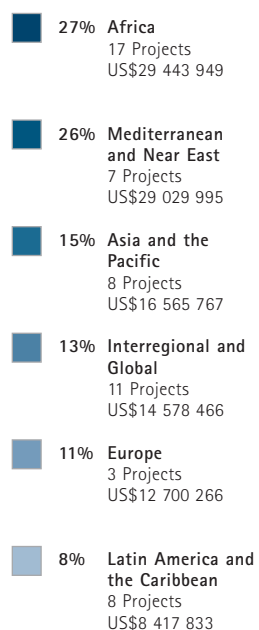 27% Africa
17 Projects
US$29 443 949
26% Mediterranean
and Near East
7 Projects
US$29 029 995
15% Asia and the
Pacific
8 Projects
US$16 565 767
13% Interregional and
Global
11 Projects
US$14 578 466
11% Europe
3 Projects
US$12 700 266
8% Latin America and
the Caribbean
8 Projects
US$8 417 833